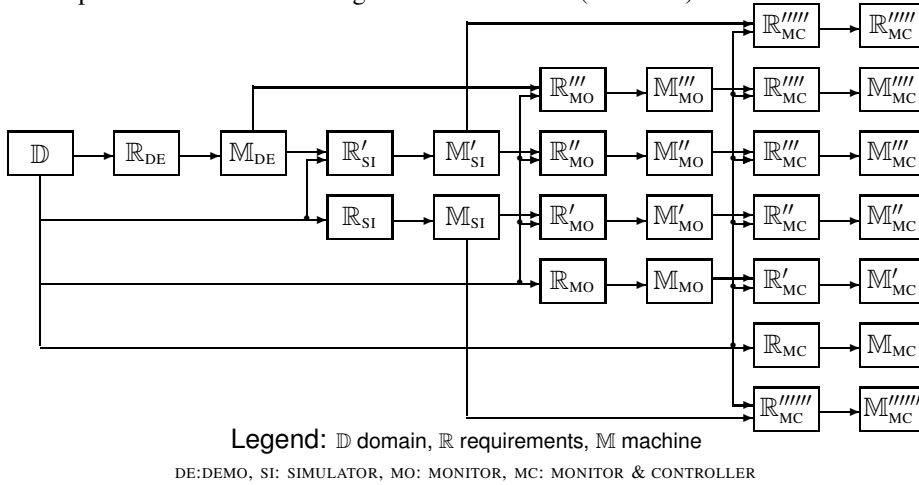 ℝ′′′′′MC ℝ′′′′′MC
ℝ′′′MO 𝕄′′′MO ℝ′′′′MC 𝕄′′′′MC
𝔻 ℝDE 𝕄DE ℝ′SI 𝕄′SI ℝ′′MO 𝕄′′MO ℝ′′′MC 𝕄′′′MC
ℝSI 𝕄SI ℝ′MO 𝕄′MO ℝ′′MC 𝕄′′MC
ℝMO 𝕄MO ℝ′MC 𝕄′MC
ℝMC 𝕄MC
ℝ′′′′′′MC 𝕄′′′′′′MC
Legend: 𝔻 domain, ℝ requirements, 𝕄 machine
DE:DEMO, SI: SIMULATOR, MO: MONITOR, MC: MONITOR & CONTROLLER